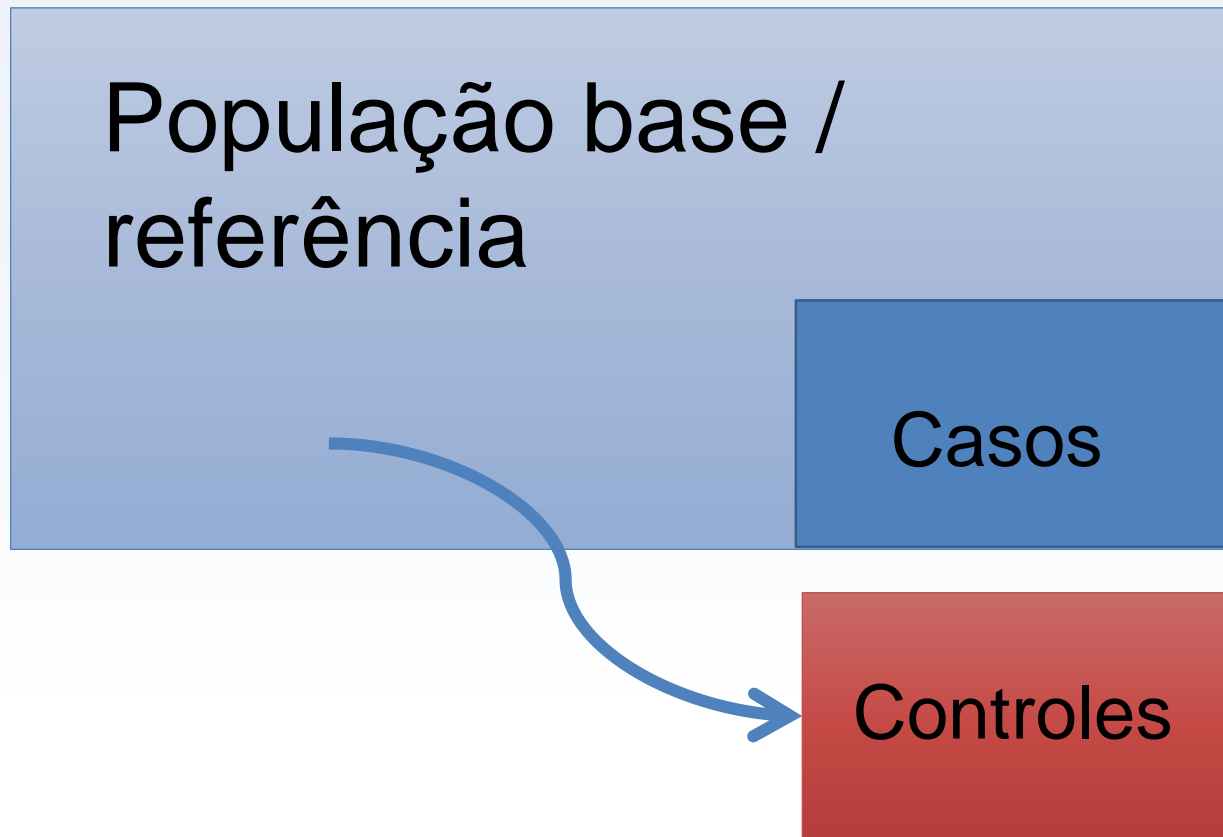 População base /
referência
Casos
Controles